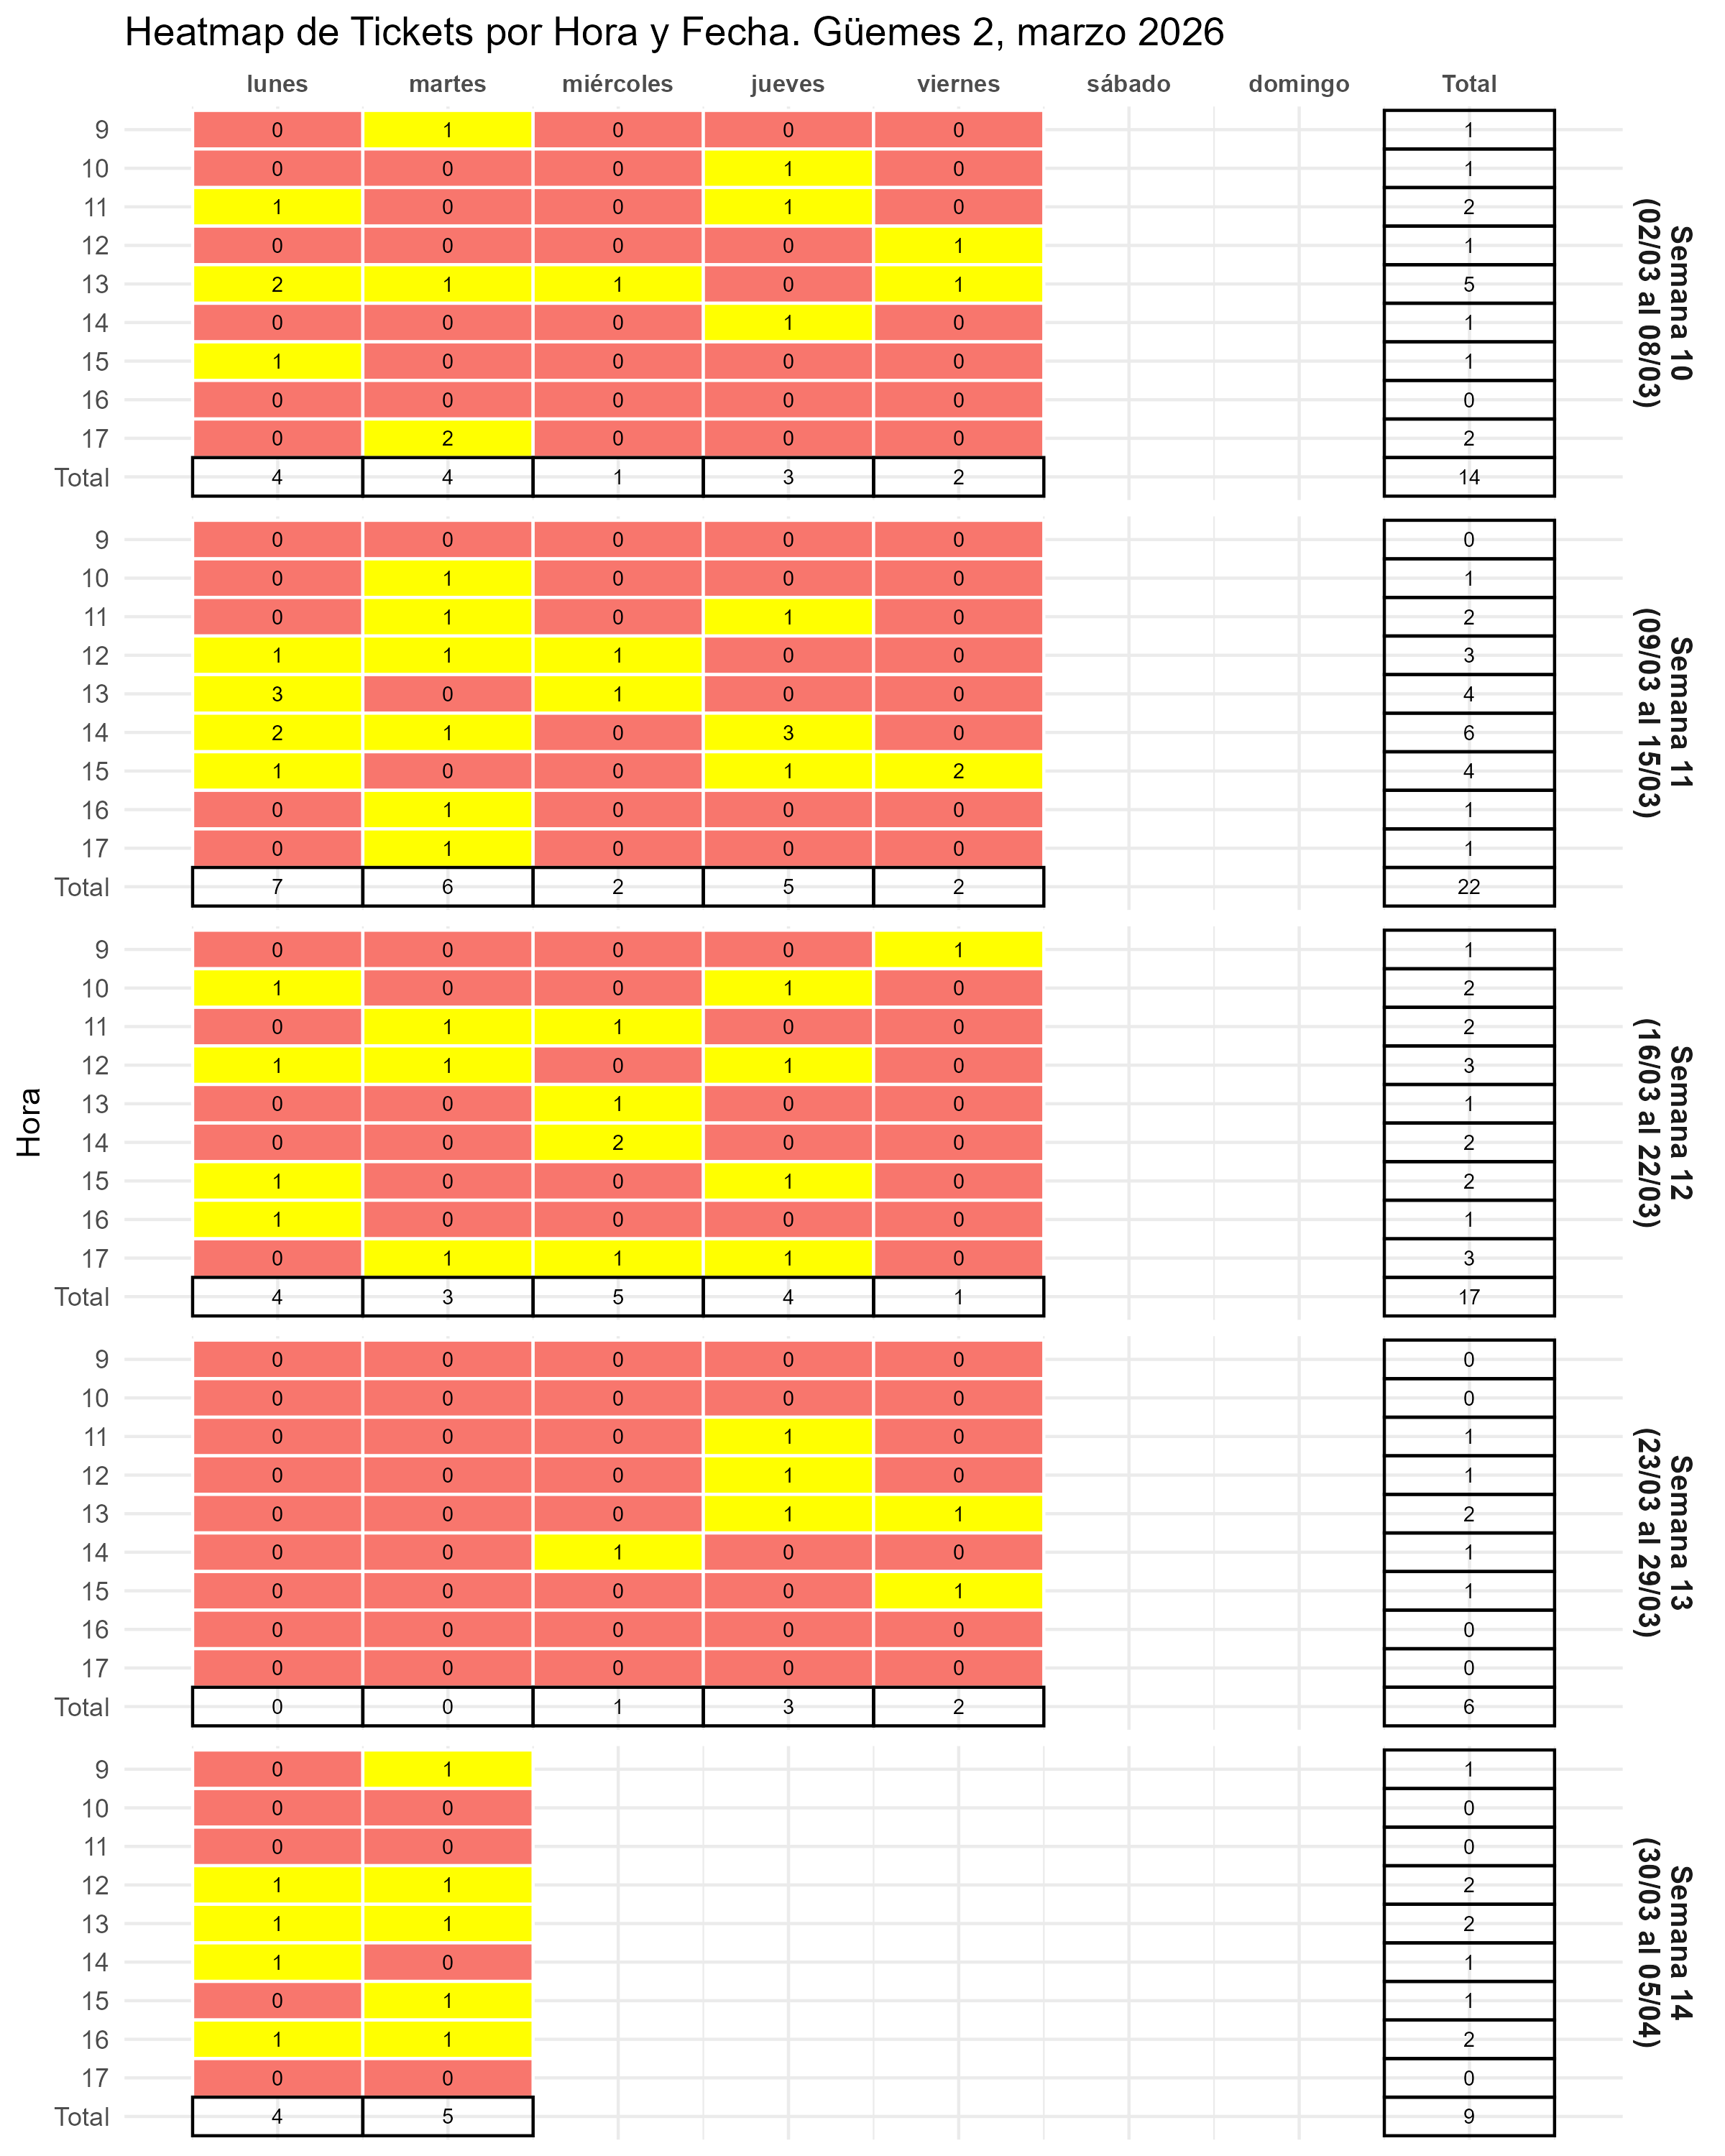 Heatmap de Tickets por Hora y Fecha. Güemes 2, marzo 2026
lunes martes miércoles jueves viernes sábado domingo Total
9 0 1 0 0 0 1
10 0 0 0 1 0 1
11 1 0 0 1 0 2
12 0 0 0 0 1 1
13 2 1 1 0 1 5
14 0 0 0 1 0 1
15 1 0 0 0 0 1
16 0 0 0 0 0 0
17 0 2 0 0 0 2
Total 4 4 1 3 2 14
Semana 10
(02/03 al 08/03)
9 0 0 0 0 0 0
10 0 1 0 0 0 1
11 0 1 0 1 0 2
12 1 1 1 0 0 3
13 3 0 1 0 0 4
14 2 1 0 3 0 6
15 1 0 0 1 2 4
16 0 1 0 0 0 1
17 0 1 0 0 0 1
Total 7 6 2 5 2 22
Semana 11
(09/03 al 15/03)
Hora
9 0 0 0 0 1 1
10 1 0 0 1 0 2
11 0 1 1 0 0 2
12 1 1 0 1 0 3
13 0 0 1 0 0 1
14 0 0 2 0 0 2
15 1 0 0 1 0 2
16 1 0 0 0 0 1
17 0 1 1 1 0 3
Total 4 3 5 4 1 17
Semana 12
(16/03 al 22/03)
9 0 0 0 0 0 0
10 0 0 0 0 0 0
11 0 0 0 1 0 1
12 0 0 0 1 0 1
13 0 0 0 1 1 2
14 0 0 1 0 0 1
15 0 0 0 0 1 1
16 0 0 0 0 0 0
17 0 0 0 0 0 0
Total 0 0 1 3 2 6
Semana 13
(23/03 al 29/03)
9 0 1 1
10 0 0 0
11 0 0 0
12 1 1 2
13 1 1 2
14 1 0 1
15 0 1 1
16 1 1 2
17 0 0 0
Total 4 5 9
Semana 14
(30/03 al 05/04)